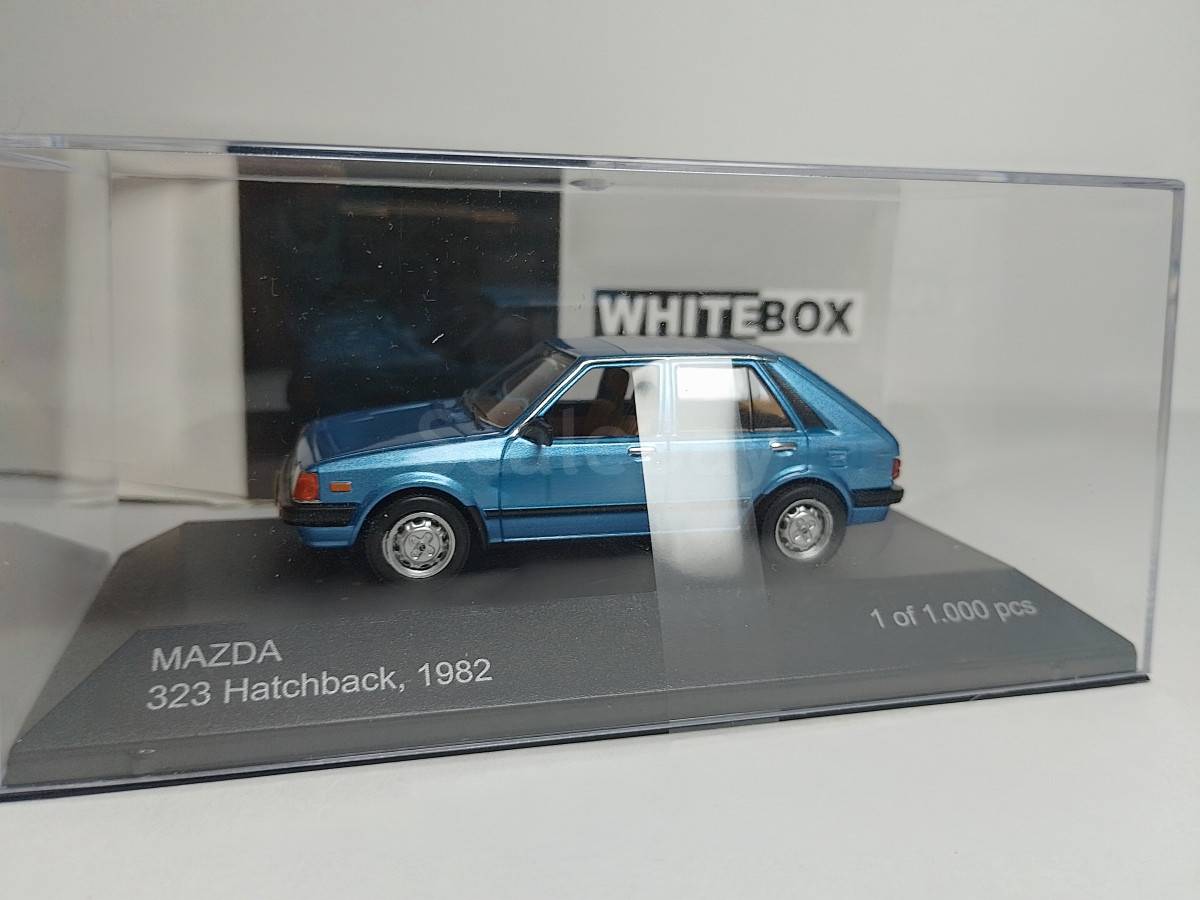 WHITEBOX
MAZDA
323 Hatchback, 1982
1 of 1.000 pcs